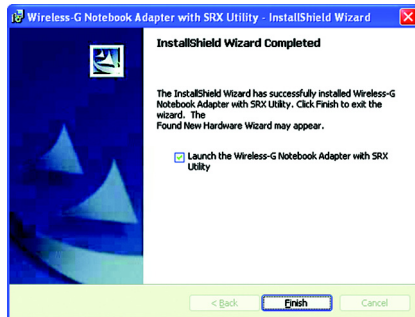 Wireless-G Notebook Adapter with SRX Utility - InstallShield Wizard
InstallShield Wizard Completed
The InstallShield Wizard has successfully installed Wireless-G
Notebook Adapter with SRX Utility. Click Finish to exit the
wizard. The
Found New Hardware Wizard may appear.
Launch the Wireless-G Notebook Adapter with SRX
Utility
< Back
Finish
Cancel